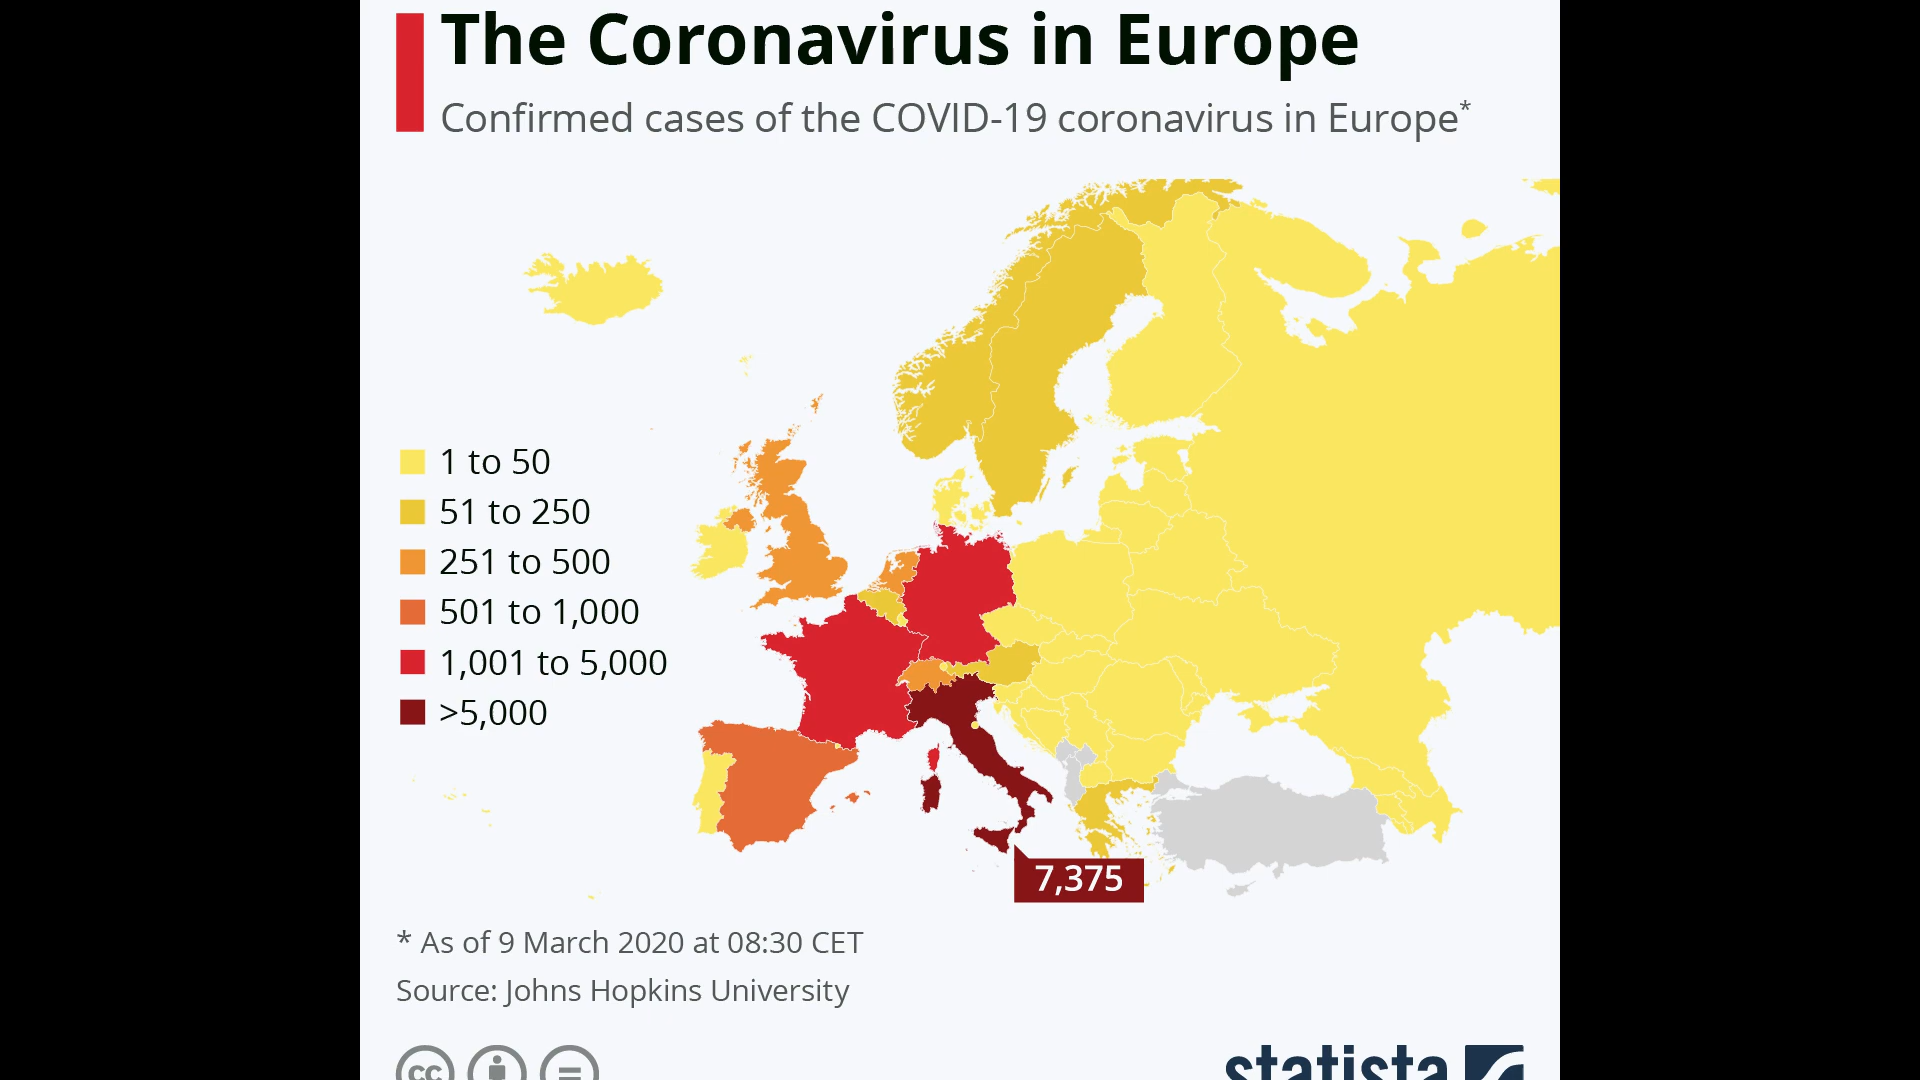 The Coronavirus in Europe
Confirmed cases of the COVID-19 coronavirus in Europe*
1 to 50
51 to 250
251 to 500
501 to 1,000
1,001 to 5,000
>5,000
7,375
* As of 9 March 2020 at 08:30 CET
Source: Johns Hopkins University
cc
statista